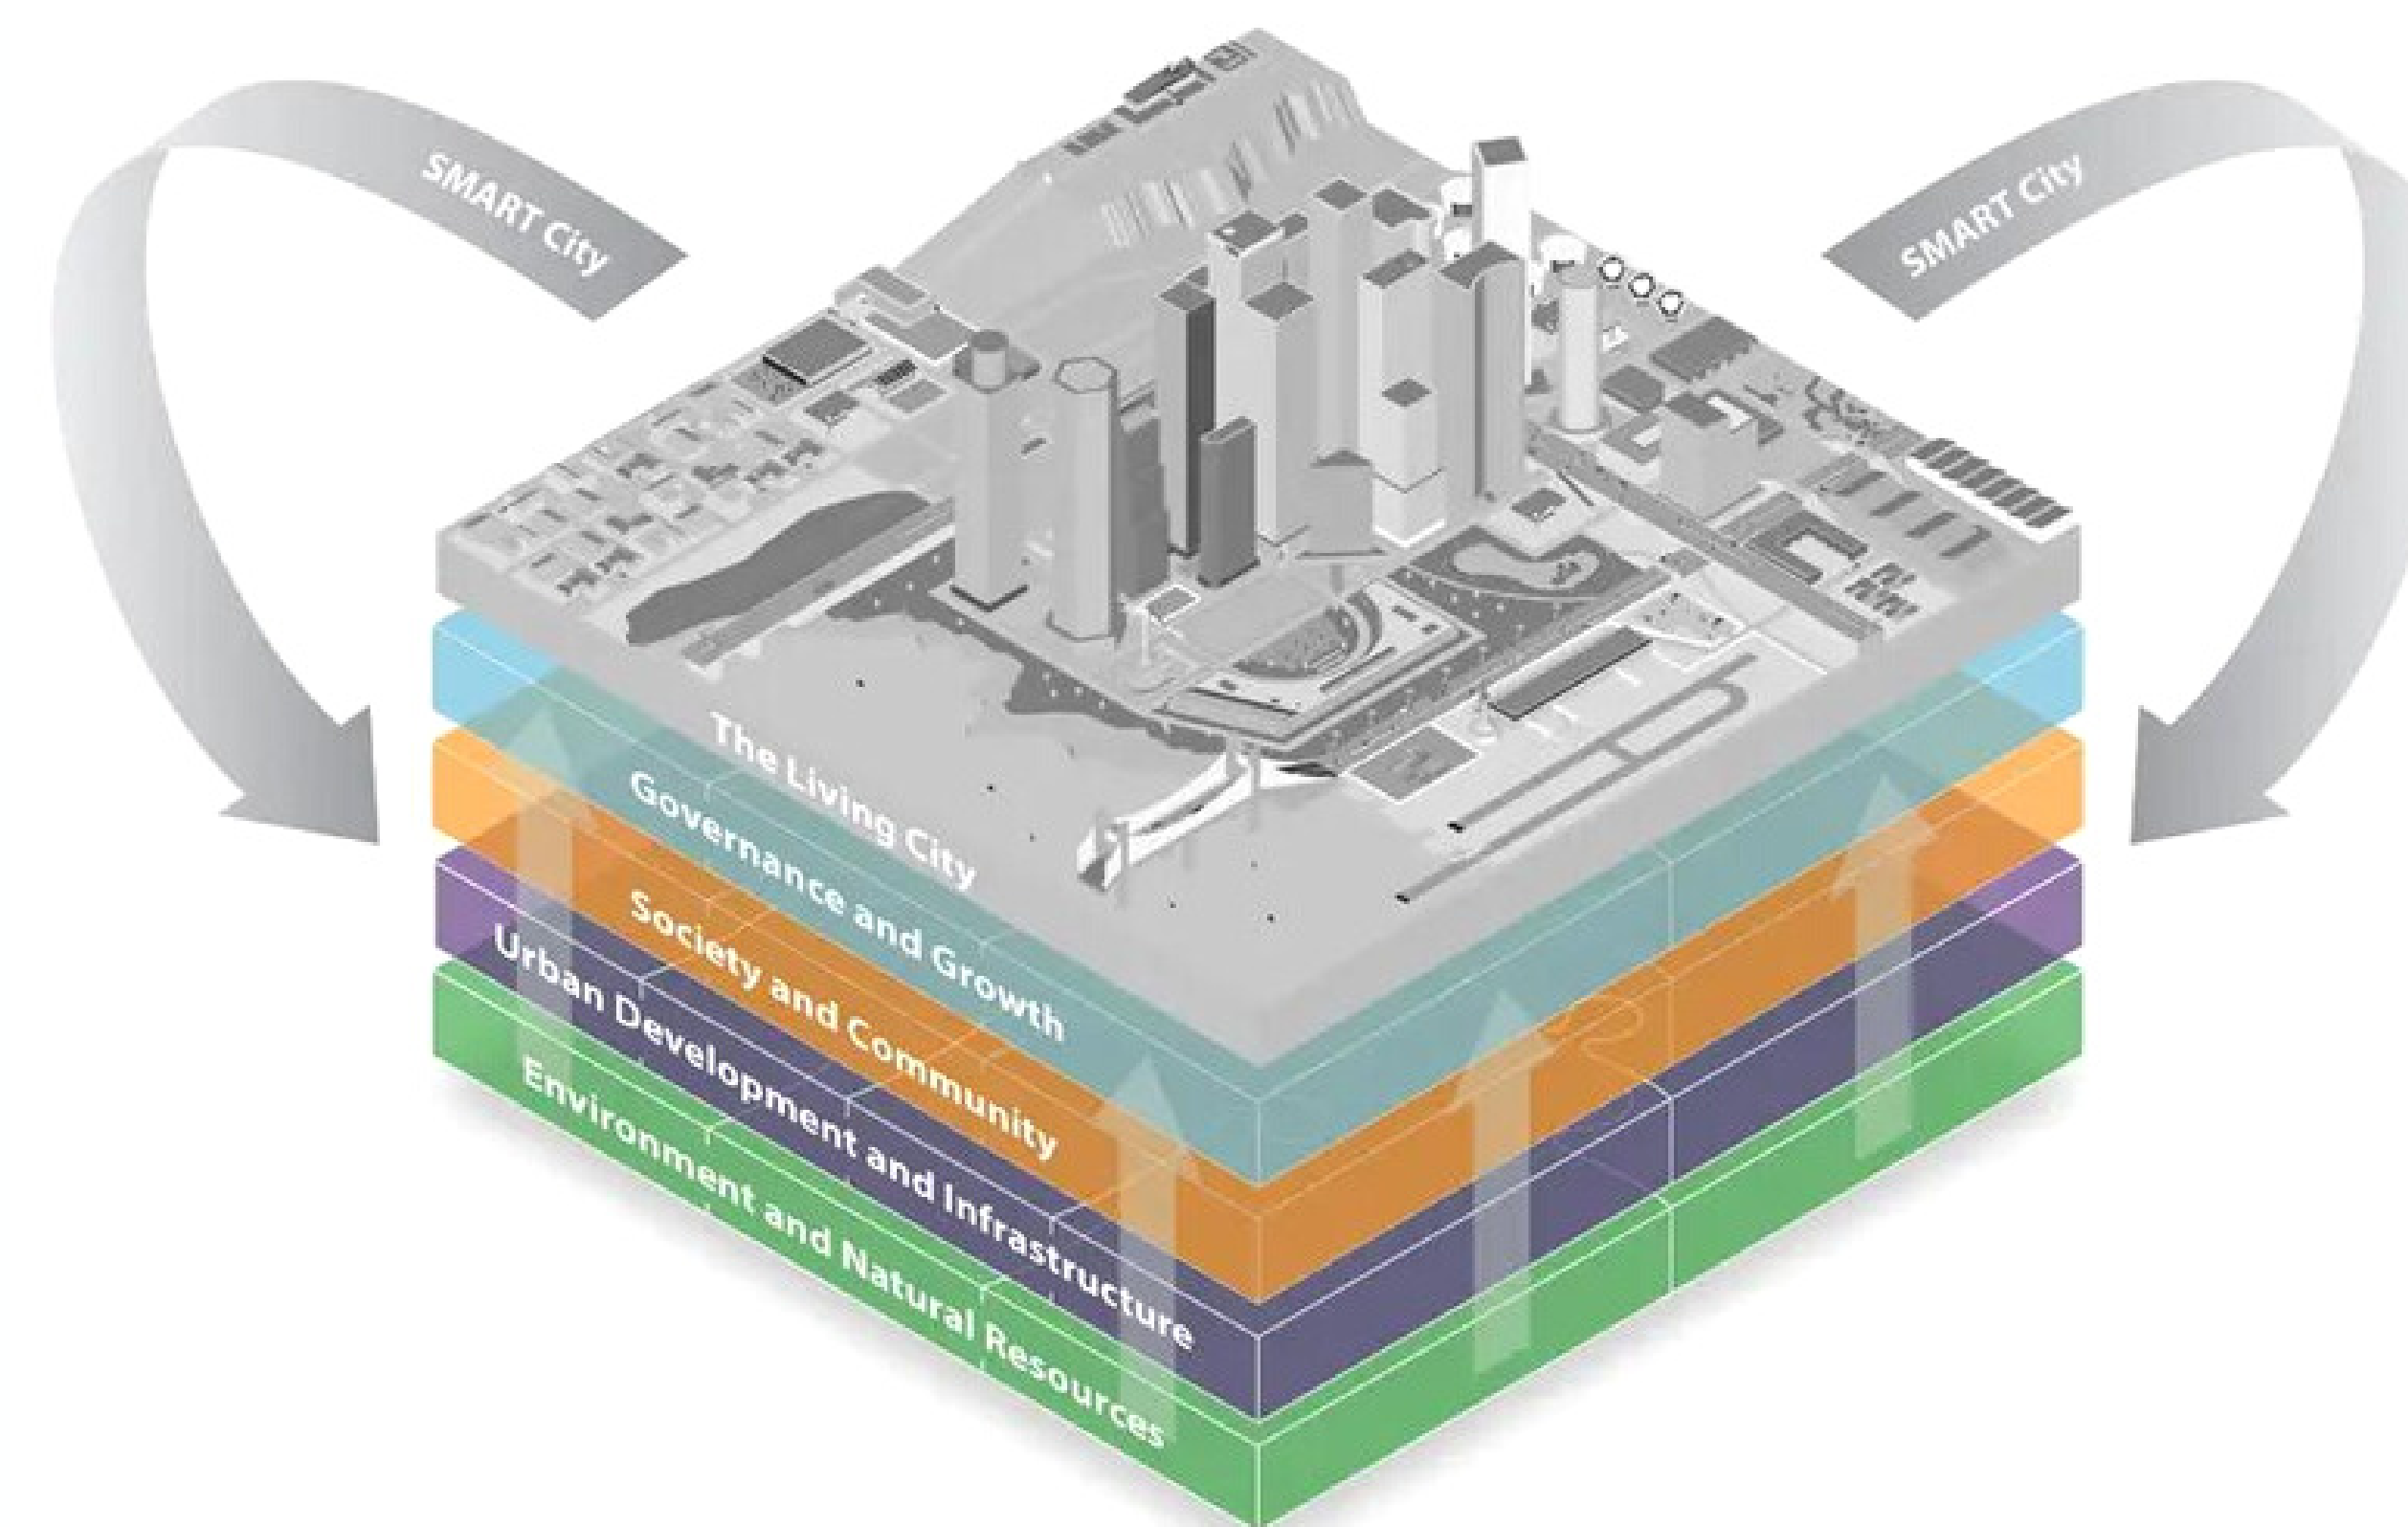 SMART City
SMART City
The Living City
Governance and Growth
Society and Community
Urban Development and Infrastructure
Environment and Natural Resources